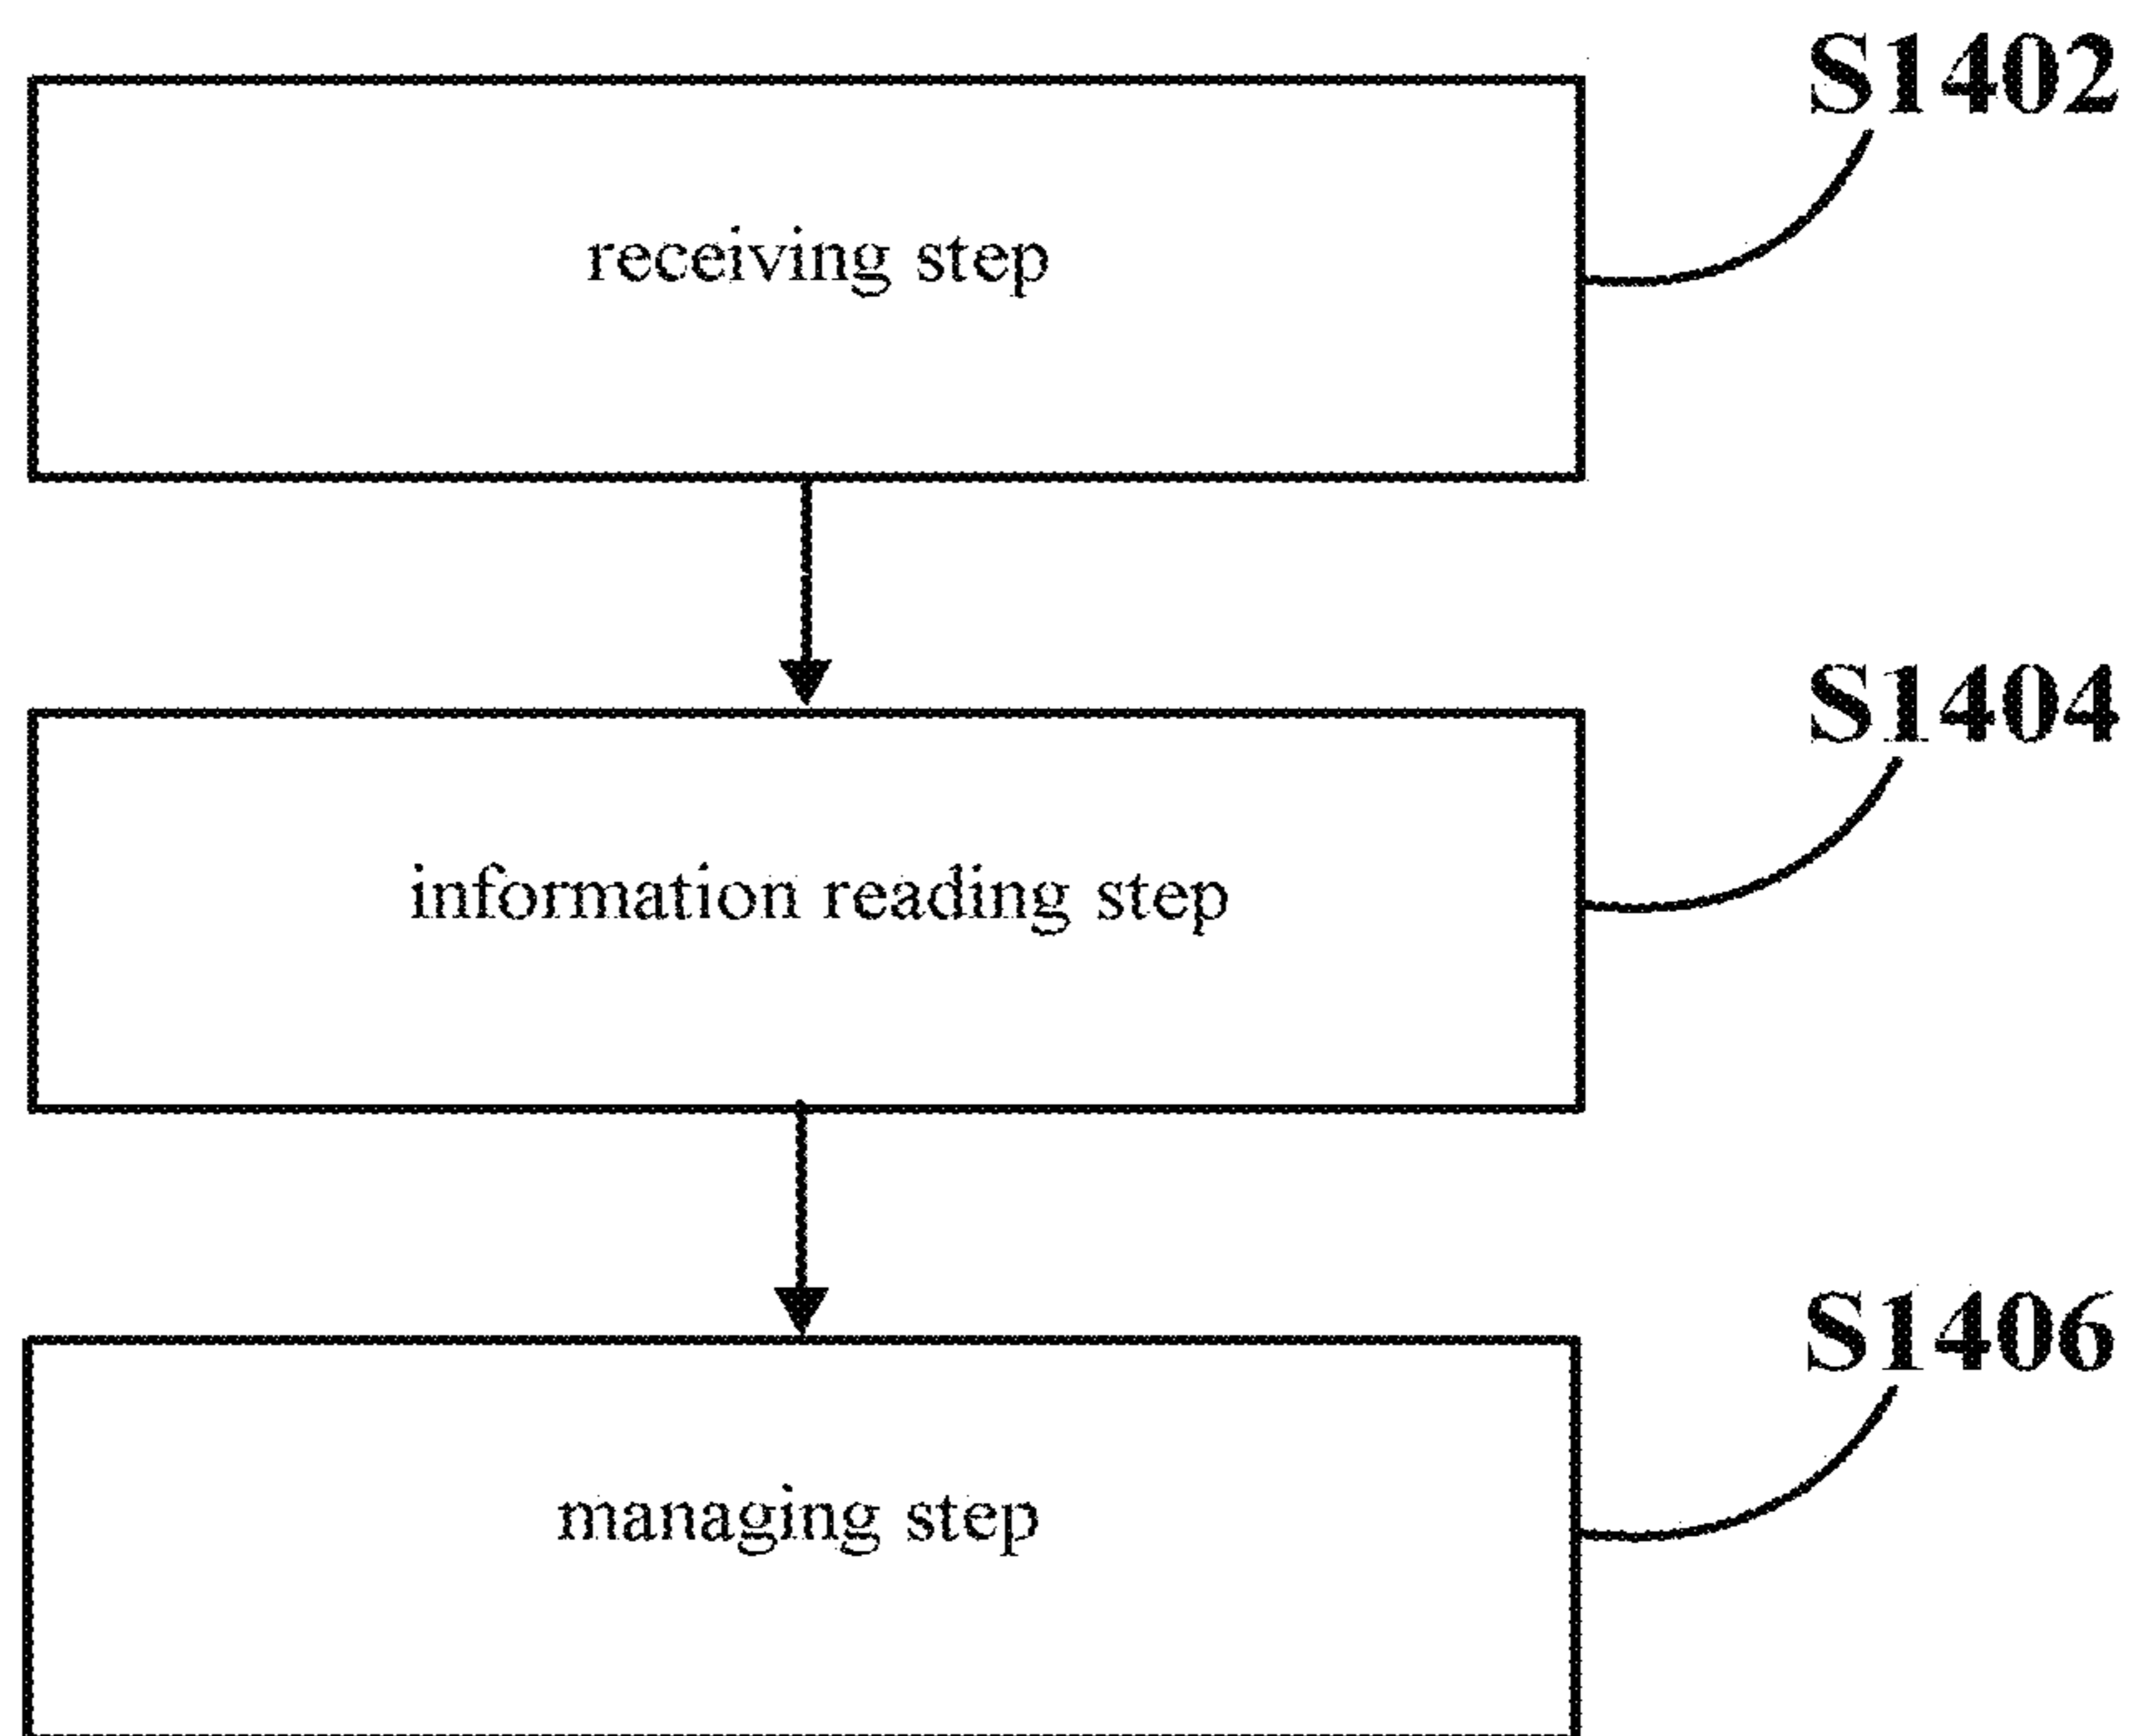 S1402
receiving step
S1404
information reading step
S1406
managing step